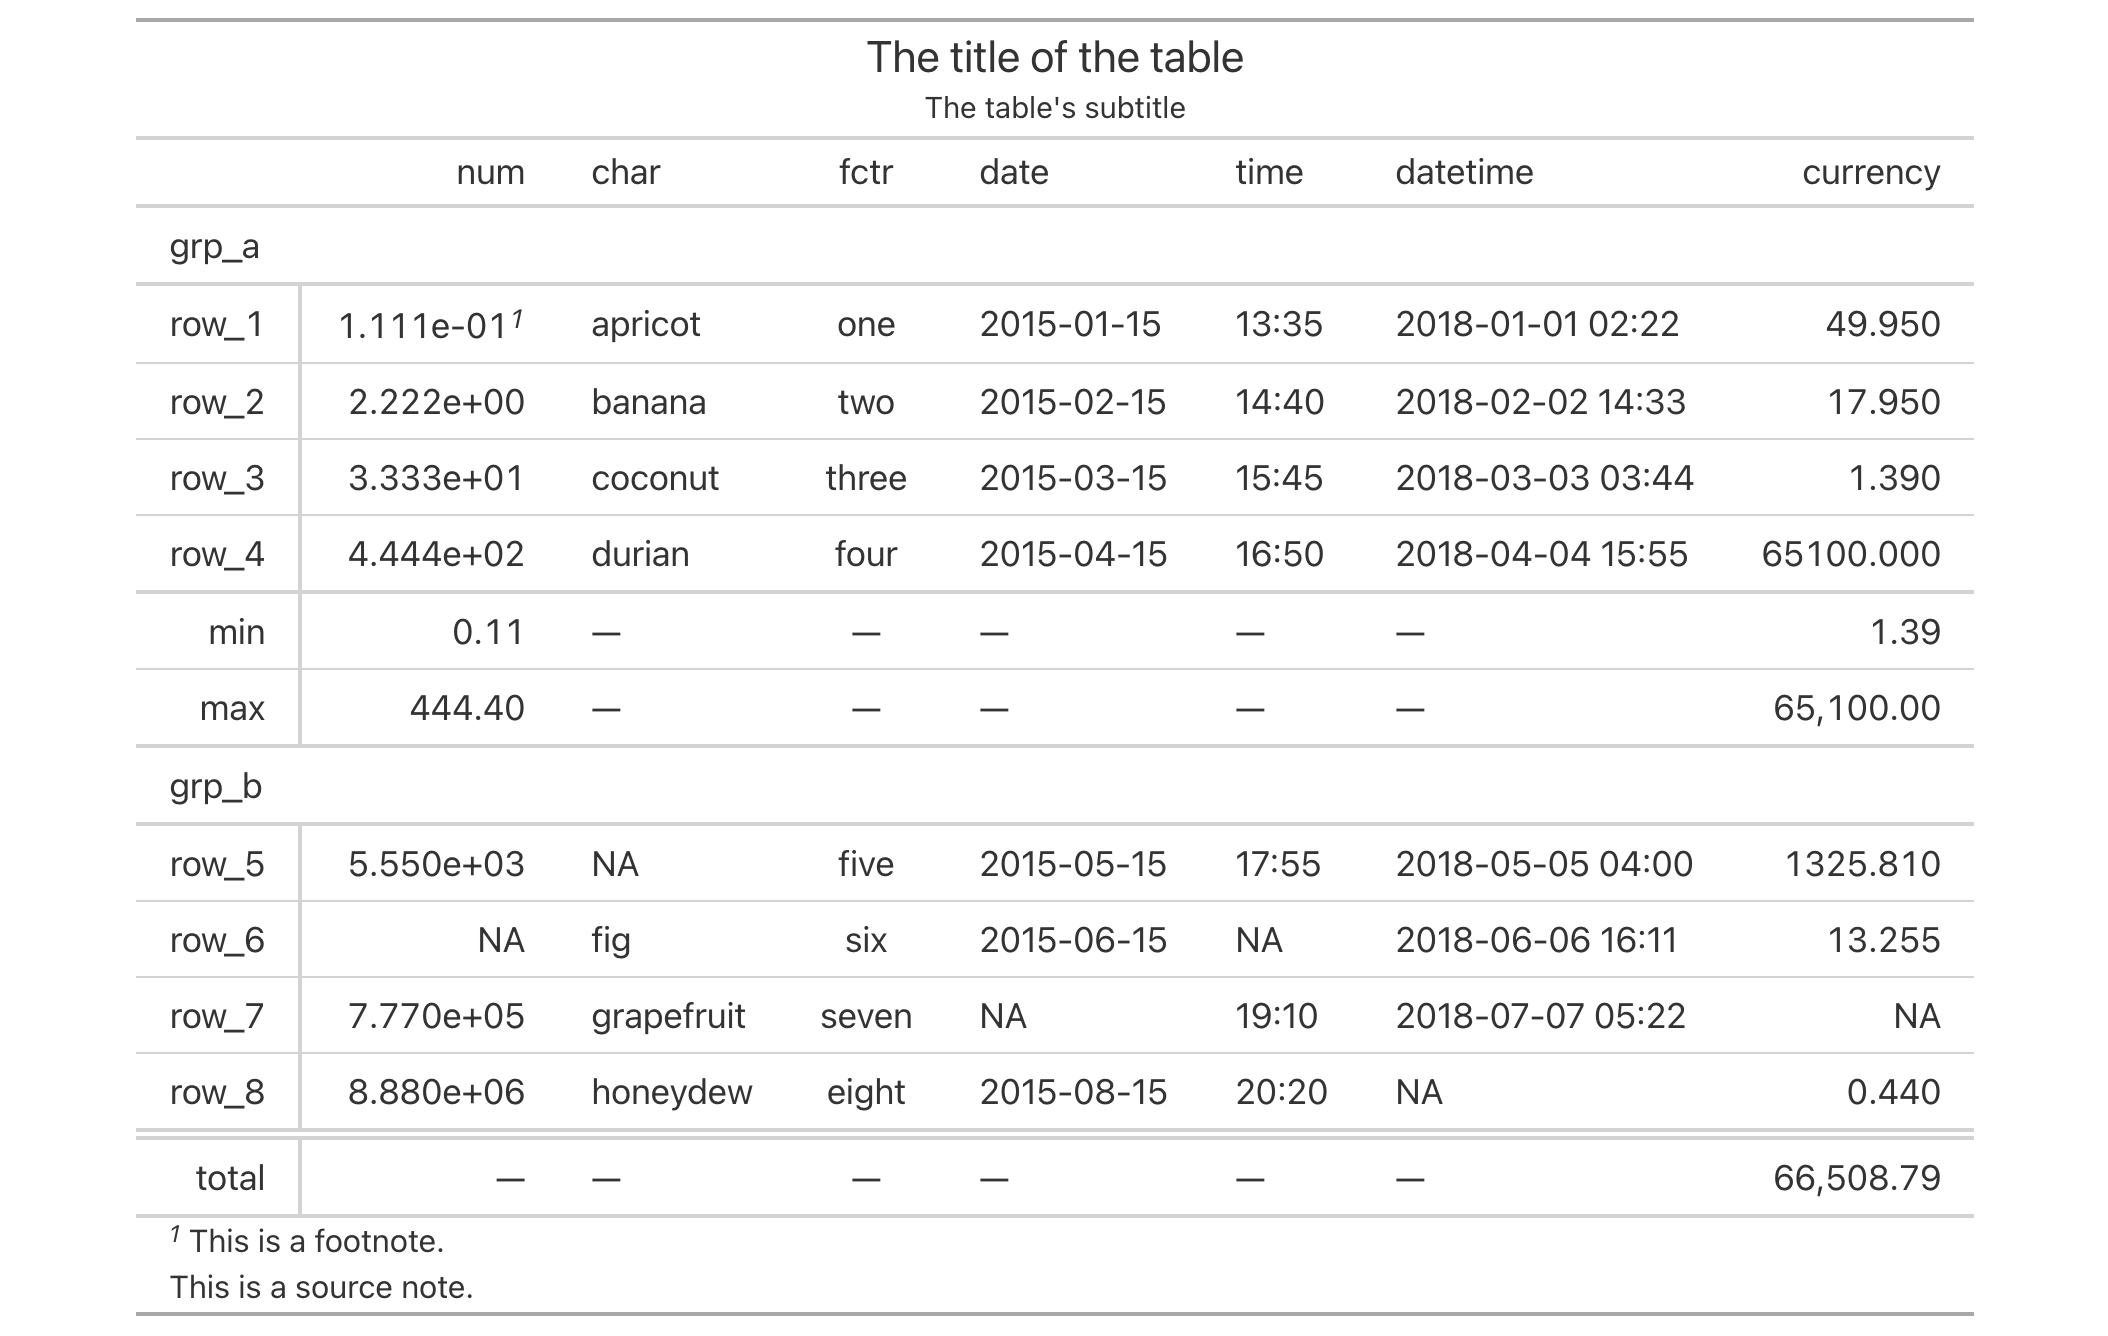 The title of the table
The table's subtitle
num char fctr date time datetime currency
grp_a
row_1 1.111e-01¹ apricot one 2015-01-15 13:35 2018-01-01 02:22 49.950
row_2 2.222e+00 banana two 2015-02-15 14:40 2018-02-02 14:33 17.950
row_3 3.333e+01 coconut three 2015-03-15 15:45 2018-03-03 03:44 1.390
row_4 4.444e+02 durian four 2015-04-15 16:50 2018-04-04 15:55 65100.000
min 0.11 — — — — — 1.39
max 444.40 — — — — — 65,100.00
grp_b
row_5 5.550e+03 NA five 2015-05-15 17:55 2018-05-05 04:00 1325.810
row_6 NA fig six 2015-06-15 NA 2018-06-06 16:11 13.255
row_7 7.770e+05 grapefruit seven NA 19:10 2018-07-07 05:22 NA
row_8 8.880e+06 honeydew eight 2015-08-15 20:20 NA 0.440
total — — — — — — 66,508.79
¹ This is a footnote.
This is a source note.